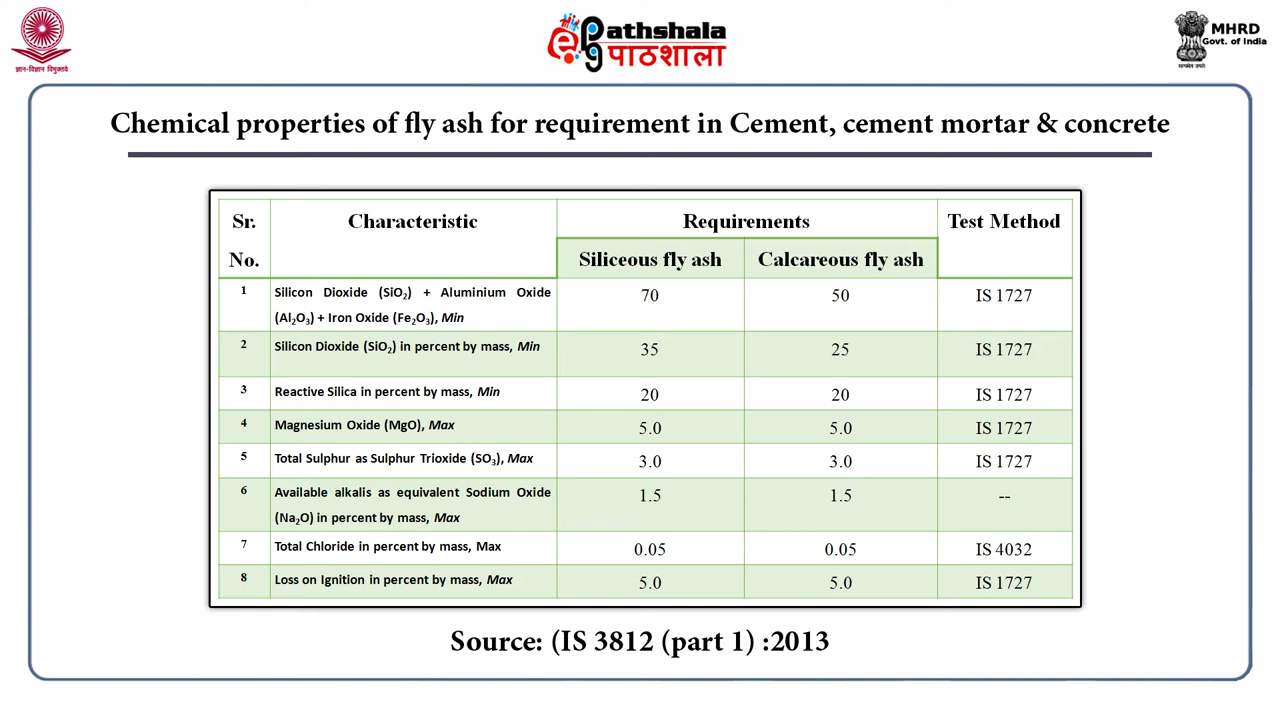 ज्ञान-विज्ञान विमुक्तये
epg
Pathshala
पाठशाला
MHRD
Govt. of India
सत्यमेव जयते
Chemical properties of fly ash for requirement in Cement, cement mortar & concrete
Sr. No. Characteristic Requirements Test Method
Siliceous fly ash Calcareous fly ash
1 Silicon Dioxide (SiO₂) + Aluminium Oxide 70 50 IS 1727
(Al₂O₃) + Iron Oxide (Fe₂O₃), Min
2 Silicon Dioxide (SiO₂) in percent by mass, Min 35 25 IS 1727
3 Reactive Silica in percent by mass, Min 20 20 IS 1727
4 Magnesium Oxide (MgO), Max 5.0 5.0 IS 1727
5 Total Sulphur as Sulphur Trioxide (SO₃), Max 3.0 3.0 IS 1727
6 Available alkalis as equivalent Sodium Oxide 1.5 1.5 --
(Na₂O) in percent by mass, Max
7 Total Chloride in percent by mass, Max 0.05 0.05 IS 4032
8 Loss on Ignition in percent by mass, Max 5.0 5.0 IS 1727
Source: (IS 3812 (part 1) :2013